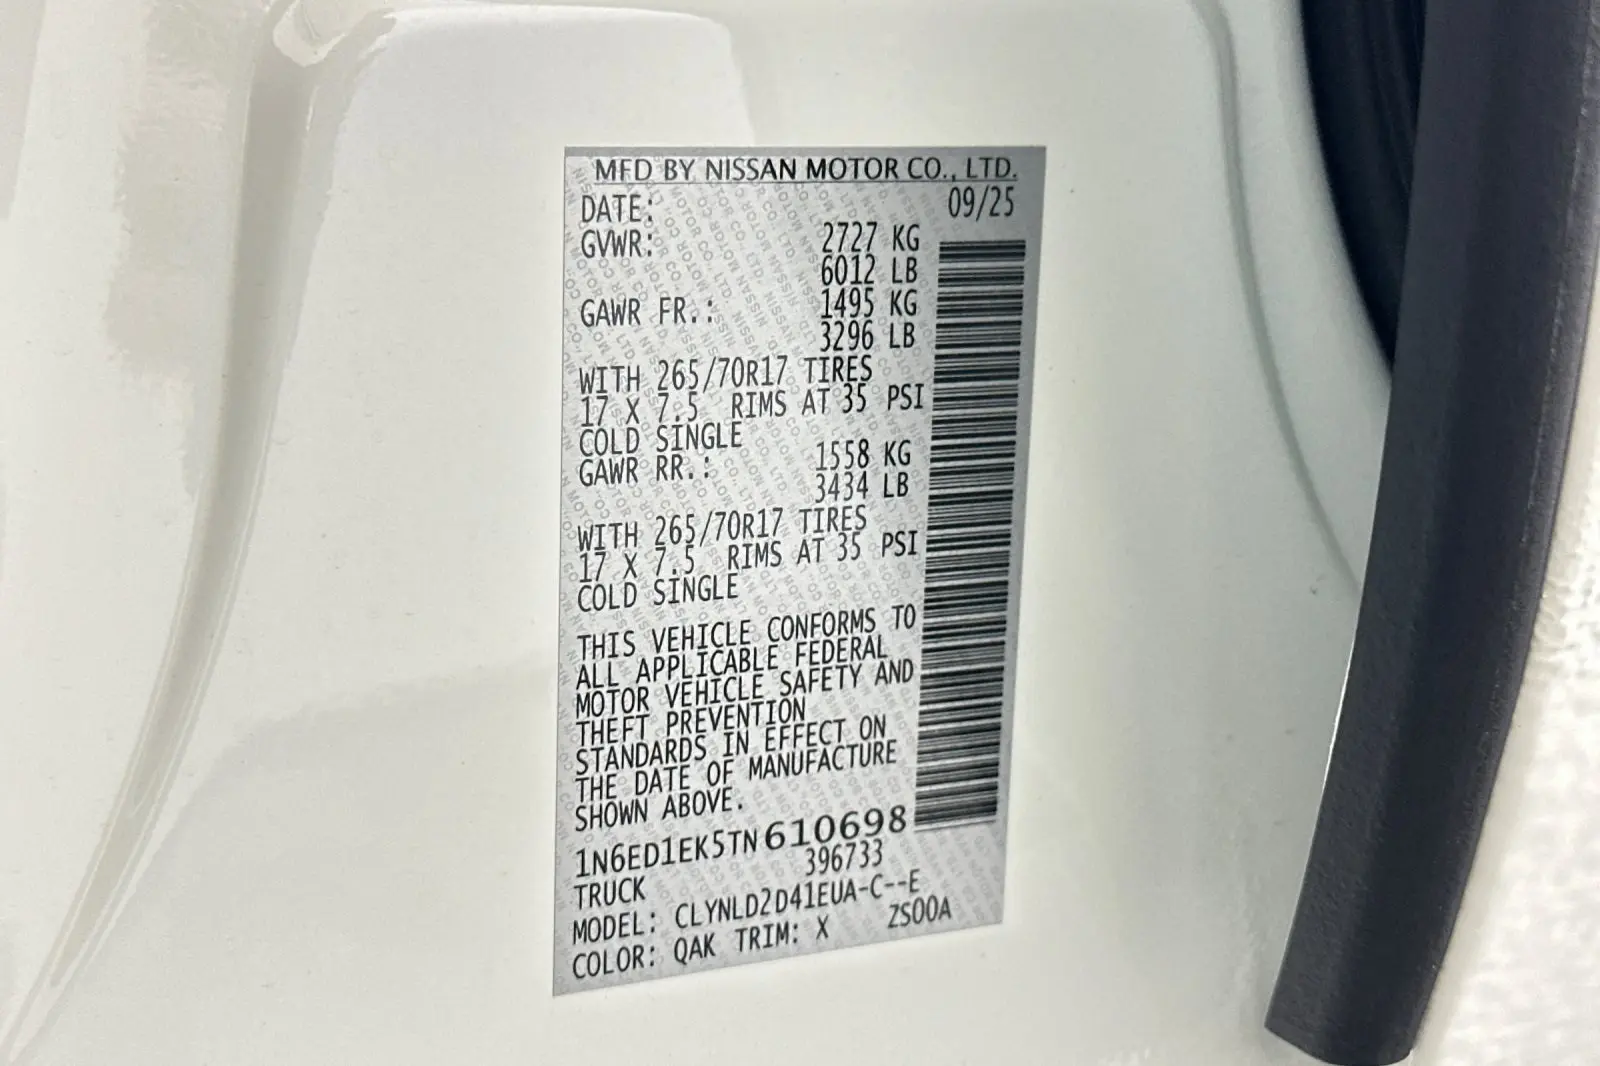 MFD BY NISSAN MOTOR CO., LTD.
DATE: 09/25
GVWR: 2727 KG
6012 LB
GAWR FR.: 1495 KG
3296 LB
WITH 265/70R17 TIRES
17 X 7.5 RIMS AT 35 PSI
COLD SINGLE
GAWR RR.: 1558 KG
3434 LB
WITH 265/70R17 TIRES
17 X 7.5 RIMS AT 35 PSI
COLD SINGLE
THIS VEHICLE CONFORMS TO
ALL APPLICABLE FEDERAL
MOTOR VEHICLE SAFETY AND
THEFT PREVENTION
STANDARDS IN EFFECT ON
THE DATE OF MANUFACTURE
SHOWN ABOVE.
1N6ED1EK5TN610698
396733
TRUCK
MODEL: CLYNLD2D41EUA-C--E
COLOR: QAK TRIM: X ZS00A